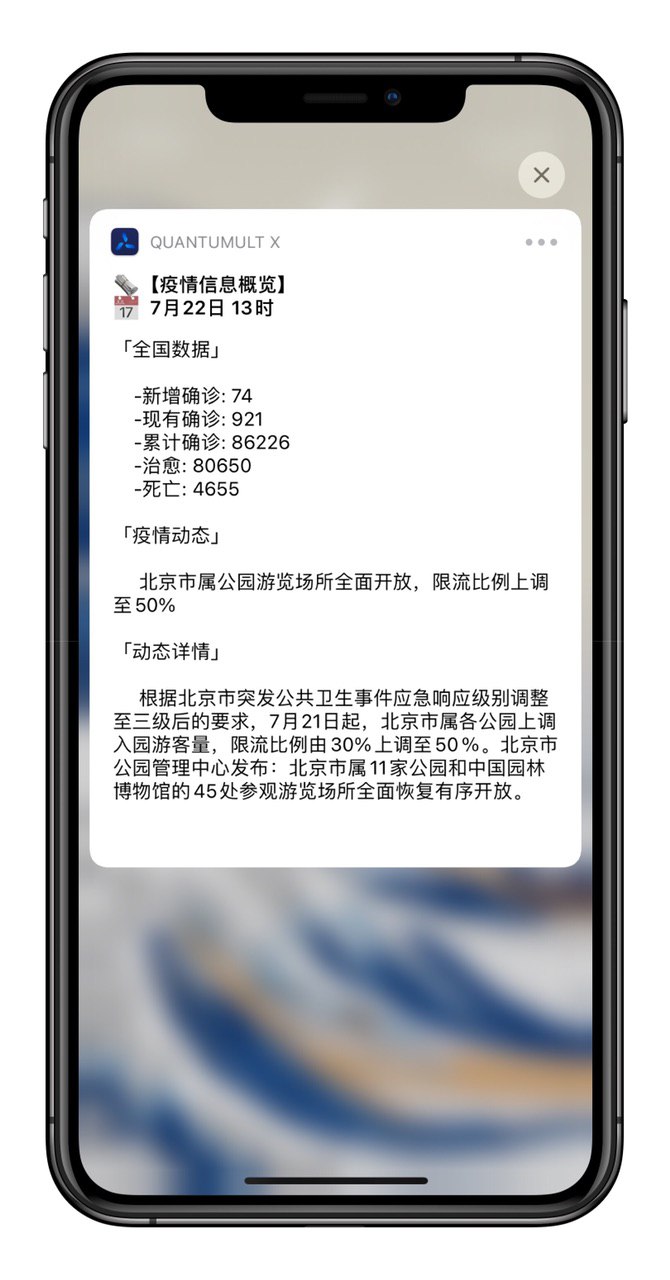 QUANTUMULT X
🗞【疫情信息概览】
17 7月22日 13时
「全国数据」
-新增确诊: 74
-现有确诊: 921
-累计确诊: 86226
-治愈: 80650
-死亡: 4655
「疫情动态」
北京市属公园游览场所全面开放，限流比例上调
至50%
「动态详情」
根据北京市突发公共卫生事件应急响应级别调整
至三级后的要求，7月21日起，北京市属各公园上调
入园游客量，限流比例由30%上调至50%。北京市
公园管理中心发布：北京市属11家公园和中国园林
博物馆的45处参观游览场所全面恢复有序开放。